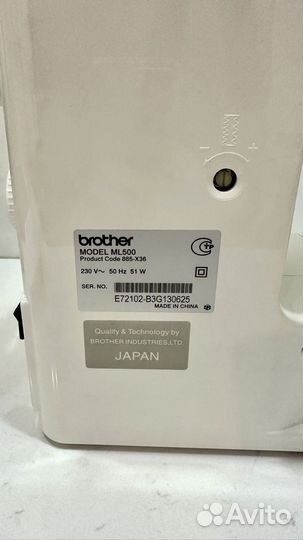 − +
brother
MODEL ML500
Product Code 885-X36
230 V~ 50 Hz 51 W
SER. NO.
E72102-B3G130625
MADE IN CHINA
Quality & Technology by
BROTHER INDUSTRIES,LTD.
JAPAN
Avito